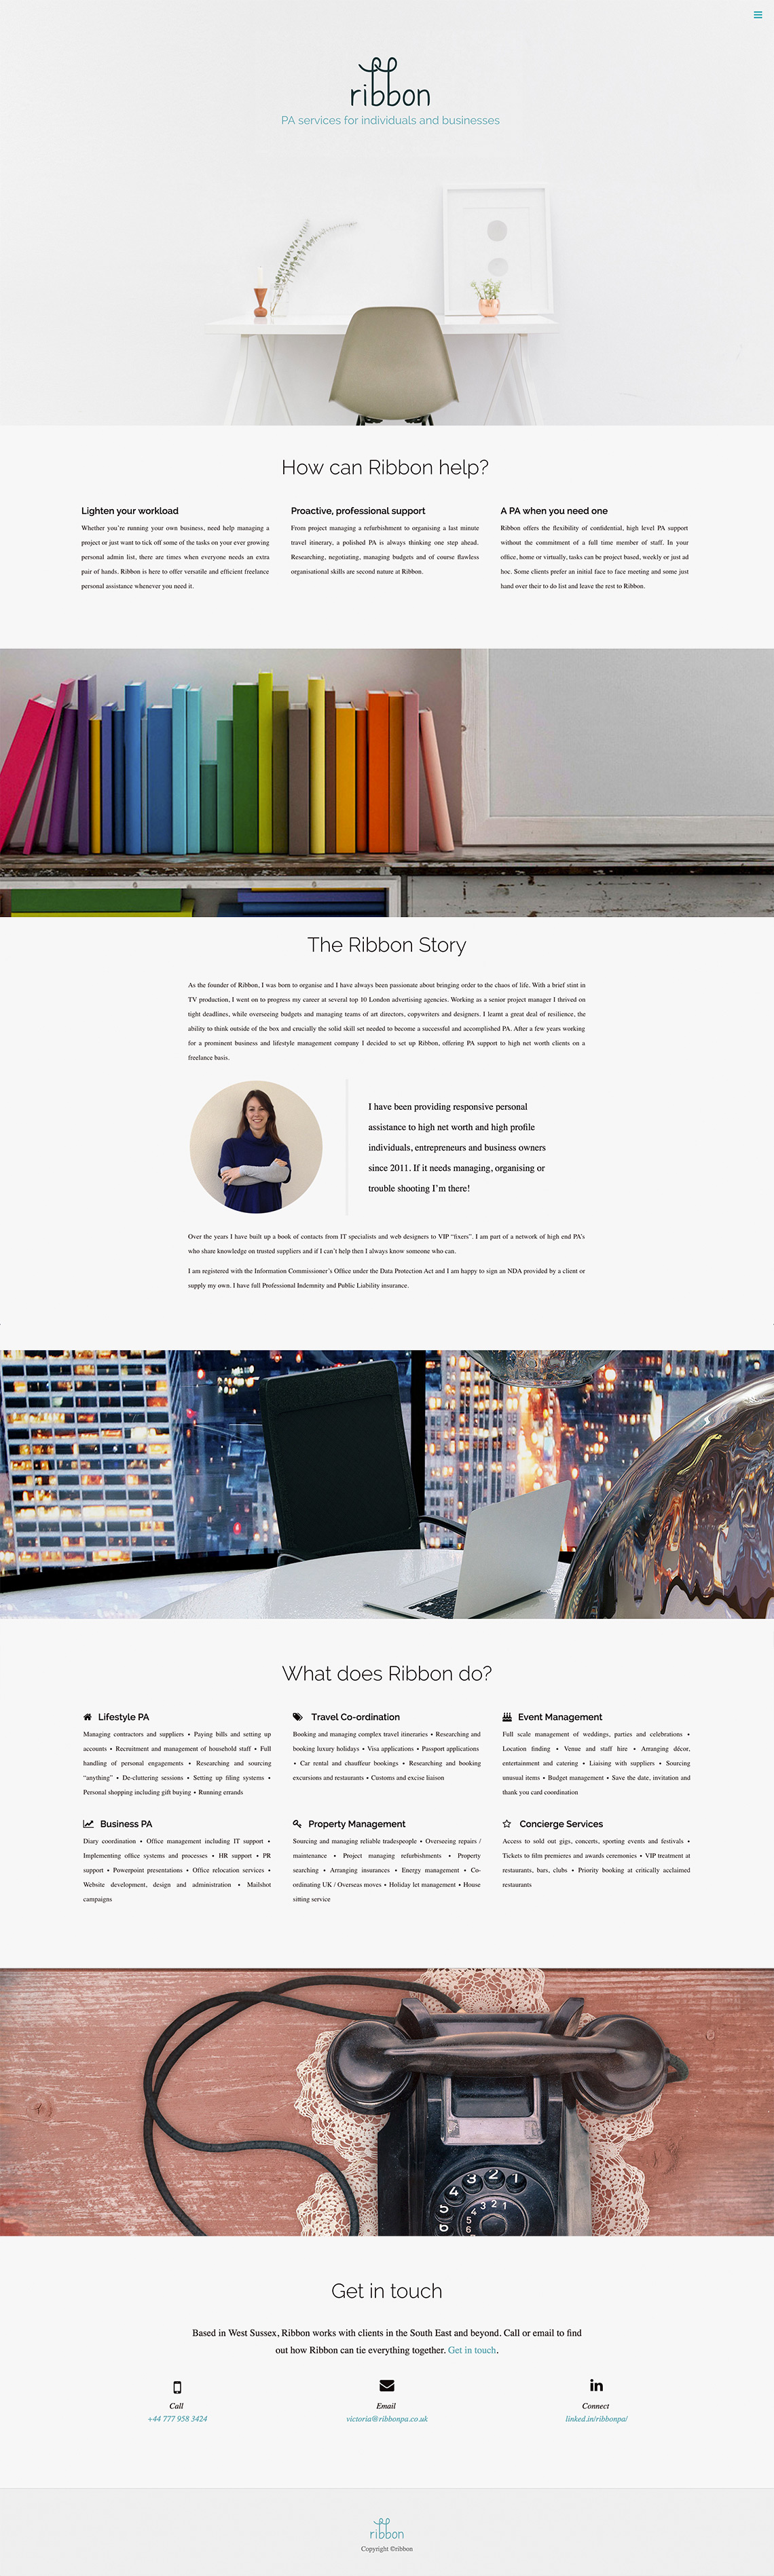 ribbon
PA services for individuals and businesses
How can Ribbon help?
Lighten your workload
Whether you're running your own business, need help managing a
project or just want to tick off some of the tasks on your ever growing
personal admin list, there are times when everyone needs an extra
pair of hands. Ribbon is here to offer versatile and efficient freelance
personal assistance whenever you need it.
Proactive, professional support
From project managing a refurbishment to organising a last minute
travel itinerary, a polished PA is always thinking one step ahead.
Researching, negotiating, managing budgets and of course flawless
organisational skills are second nature at Ribbon.
A PA when you need one
Ribbon offers the flexibility of confidential, high level PA support
without the commitment of a full time member of staff. In your
office, home or virtually, tasks can be project based, weekly or just ad
hoc. Some clients prefer an initial face to face meeting and some just
hand over their to do list and leave the rest to Ribbon.
The Ribbon Story
As the founder of Ribbon, I was born to organise and I have always been passionate about bringing order to the chaos of life. With a brief stint in
TV production, I went on to progress my career at several top 10 London advertising agencies. Working as a senior project manager I thrived on
tight deadlines, while overseeing budgets and managing teams of art directors, copywriters and designers. I learnt a great deal of resilience, the
ability to think outside of the box and crucially the solid skill set needed to become a successful and accomplished PA. After a few years working
for a prominent business and lifestyle management company I decided to set up Ribbon, offering PA support to high net worth clients on a
freelance basis.
I have been providing responsive personal
assistance to high net worth and high profile
individuals, entrepreneurs and business owners
since 2011. If it needs managing, organising or
trouble shooting I'm there!
Over the years I have built up a book of contacts from IT specialists and web designers to VIP “fixers”. I am part of a network of high end PA's
who share knowledge on trusted suppliers and if I can't help then I always know someone who can.
I am registered with the Information Commissioner's Office under the Data Protection Act and I am happy to sign an NDA provided by a client or
supply my own. I have full Professional Indemnity and Public Liability insurance.
What does Ribbon do?
Lifestyle PA
Managing contractors and suppliers • Paying bills and setting up
accounts • Recruitment and management of household staff • Full
handling of personal engagements • Researching and sourcing
“anything” • De-cluttering sessions • Setting up filing systems •
Personal shopping including gift buying • Running errands
Travel Co-ordination
Booking and managing complex travel itineraries • Researching and
booking luxury holidays • Visa applications • Passport applications
• Car rental and chauffeur bookings • Researching and booking
excursions and restaurants • Customs and excise liaison
Event Management
Full scale management of weddings, parties and celebrations •
Location finding • Venue and staff hire • Arranging décor,
entertainment and catering • Liaising with suppliers • Sourcing
unusual items • Budget management • Save the date, invitation and
thank you card coordination
Business PA
Diary coordination • Office management including IT support •
Implementing office systems and processes • HR support • PR
support • Powerpoint presentations • Office relocation services •
Website development, design and administration • Mailshot
campaigns
Property Management
Sourcing and managing reliable tradespeople • Overseeing repairs /
maintenance • Project managing refurbishments • Property
searching • Arranging insurances • Energy management • Co-
ordinating UK / Overseas moves • Holiday let management • House
sitting service
Concierge Services
Access to sold out gigs, concerts, sporting events and festivals •
Tickets to film premieres and awards ceremonies • VIP treatment at
restaurants, bars, clubs • Priority booking at critically acclaimed
restaurants
3 2 1
4
5
6
4 3 2 1
5
6
Get in touch
Based in West Sussex, Ribbon works with clients in the South East and beyond. Call or email to find
out how Ribbon can tie everything together. Get in touch.
Call
+44 777 958 3424
Email
victoria@ribbonpa.co.uk
in
Connect
linked.in/ribbonpa/
ribbon
Copyright ©ribbon